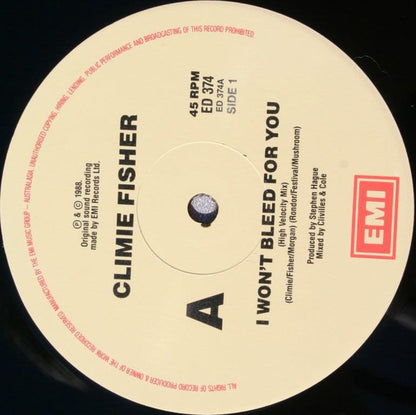 CLIMIE FISHER
45 RPM
ED 374
ED 374A
SIDE 1
℗ & © 1988.
Original sound recording
made by EMI Records Ltd.
A
I WON'T BLEED FOR YOU
(High Velocity Mix)
(Climie/Fisher/Morgan) (Rondor/Festival/Mushroom)
Produced by Stephen Hague
Mixed by Clivilles & Cole
EMI
ALL RIGHTS OF RECORD PRODUCER & OWNER OF THE WORK RECORDED RESERVED. MANUFACTURED BY THE EMI MUSIC GROUP — AUSTRALASIA. UNAUTHORISED COPYING, HIRING, LENDING, PUBLIC PERFORMANCE AND BROADCASTING OF THIS RECORD PROHIBITED